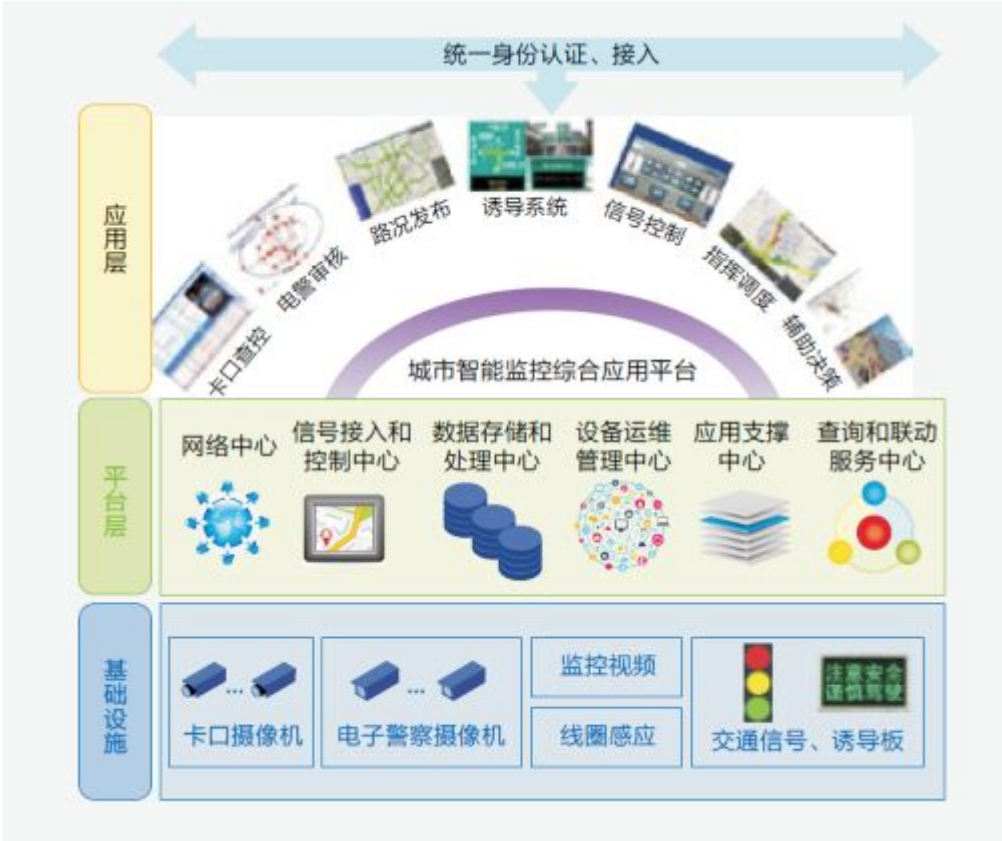 统一身份认证、接入
应用层
卡口查控
电警审核
路况发布
诱导系统
信号控制
指挥调度
辅助决策
城市智能监控综合应用平台
平台层
网络中心
信号接入和
控制中心
数据存储和
处理中心
设备运维
管理中心
应用支撑
中心
查询和联动
服务中心
基础设施
...
卡口摄像机
...
电子警察摄像机
监控视频
线圈感应
注意安全
谨慎驾驶
交通信号、诱导板